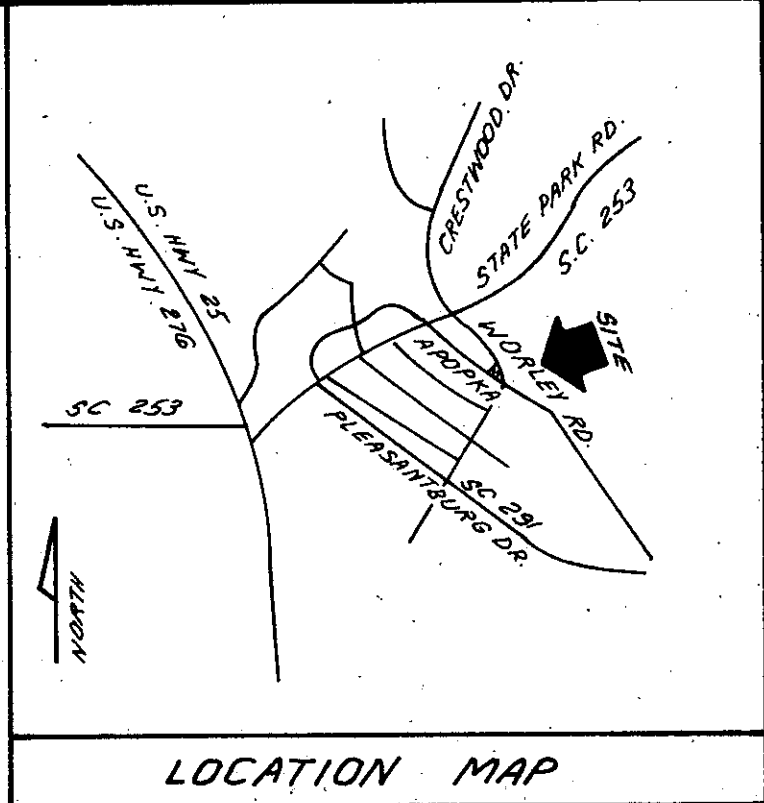 CRESTWOOD. DR.
STATE PARK RD.
S.C. 253
U.S. HWY 25
U.S. HWY. 276
SITE
WORLEY RD.
APOPKA
SC 253
PLEASANTBURG DR.
SC 291
NORTH
LOCATION MAP